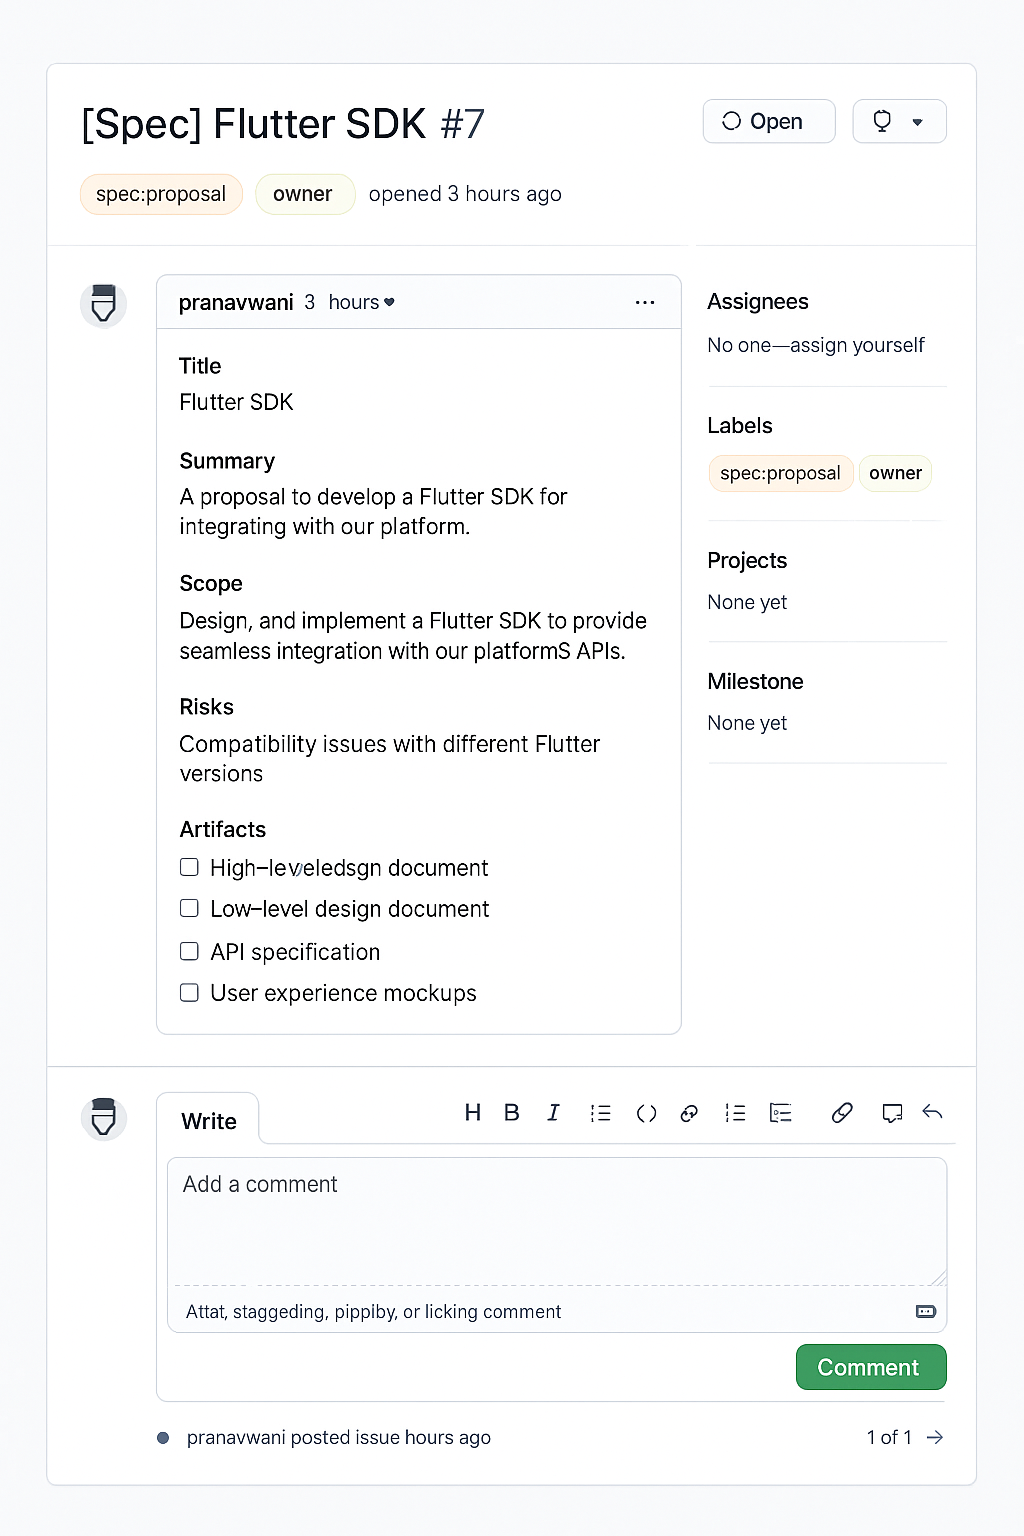 [Spec] Flutter SDK #7
Open
spec:proposal owner opened 3 hours ago
pranavwani 3 hours
Title
Flutter SDK
Summary
A proposal to develop a Flutter SDK for
integrating with our platform.
Scope
Design, and implement a Flutter SDK to provide
seamless integration with our platformS APIs.
Risks
Compatibility issues with different Flutter
versions
Artifacts
High–leveledsgn document
Low–level design document
API specification
User experience mockups
Assignees
No one—assign yourself
Labels
spec:proposal owner
Projects
None yet
Milestone
None yet
Write
H B I
Add a comment
Attat, staggeding, pippiby, or licking comment
Comment
pranavwani posted issue hours ago
1 of 1